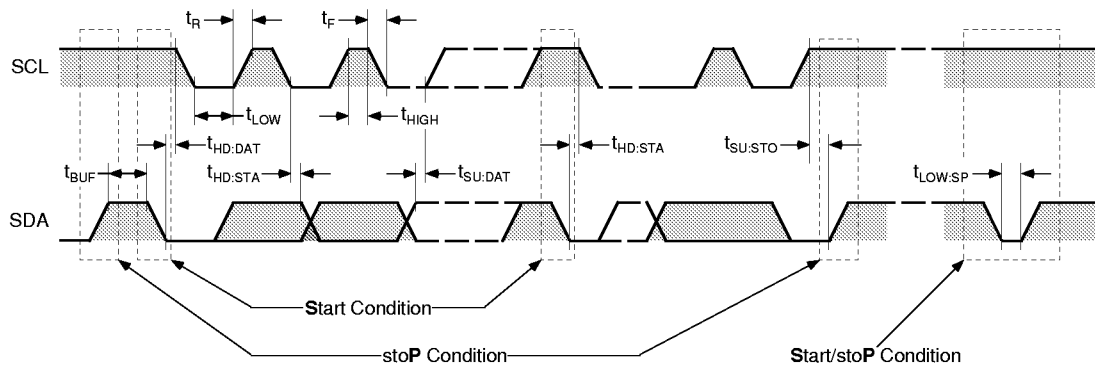 tR
tF
SCL
tLOW
tHIGH
tHD:DAT
tHD:STA
tSU:STO
tBUF
tHD:STA
tSU:DAT
tLOW:SP
SDA
Start Condition
stoP Condition
Start/stoP Condition